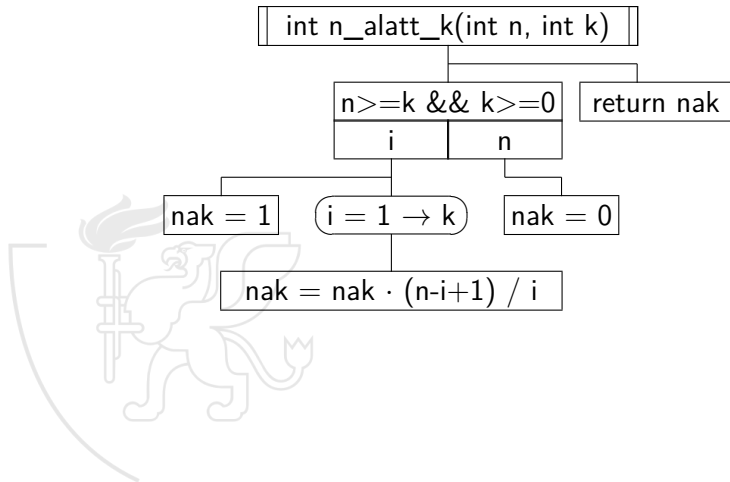 int n_alatt_k(int n, int k)
n>=k && k>=0
return nak
i
n
nak = 1
i = 1 → k
nak = 0
nak = nak · (n-i+1) / i